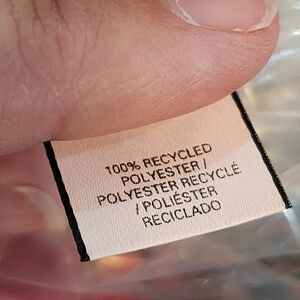 100% RECYCLED
POLYESTER /
POLYESTER RECYCLÉ
/ POLIÉSTER
RECICLADO